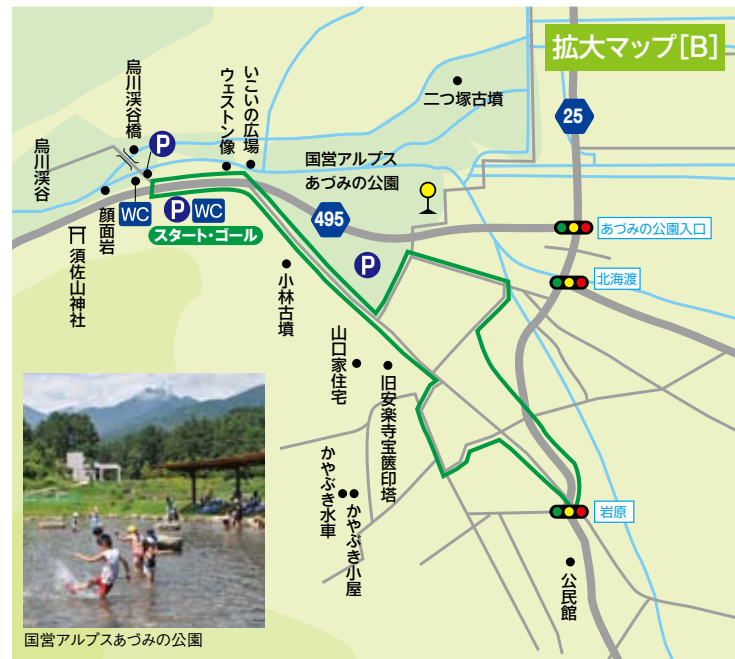 拡大マップ[B]
烏川渓谷橋
P
いこいの広場
ウェストン像
二つ塚古墳
25
烏川渓谷
国営アルプス
あづみの公園
WC
P WC
495
あづみの公園入口
顔面岩
スタート・ゴール
須佐山神社
P
北海渡
小林古墳
山口家住宅
旧安楽寺宝篋印塔
かやぶき水車
かやぶき小屋
岩原
公民館
国営アルプスあづみの公園